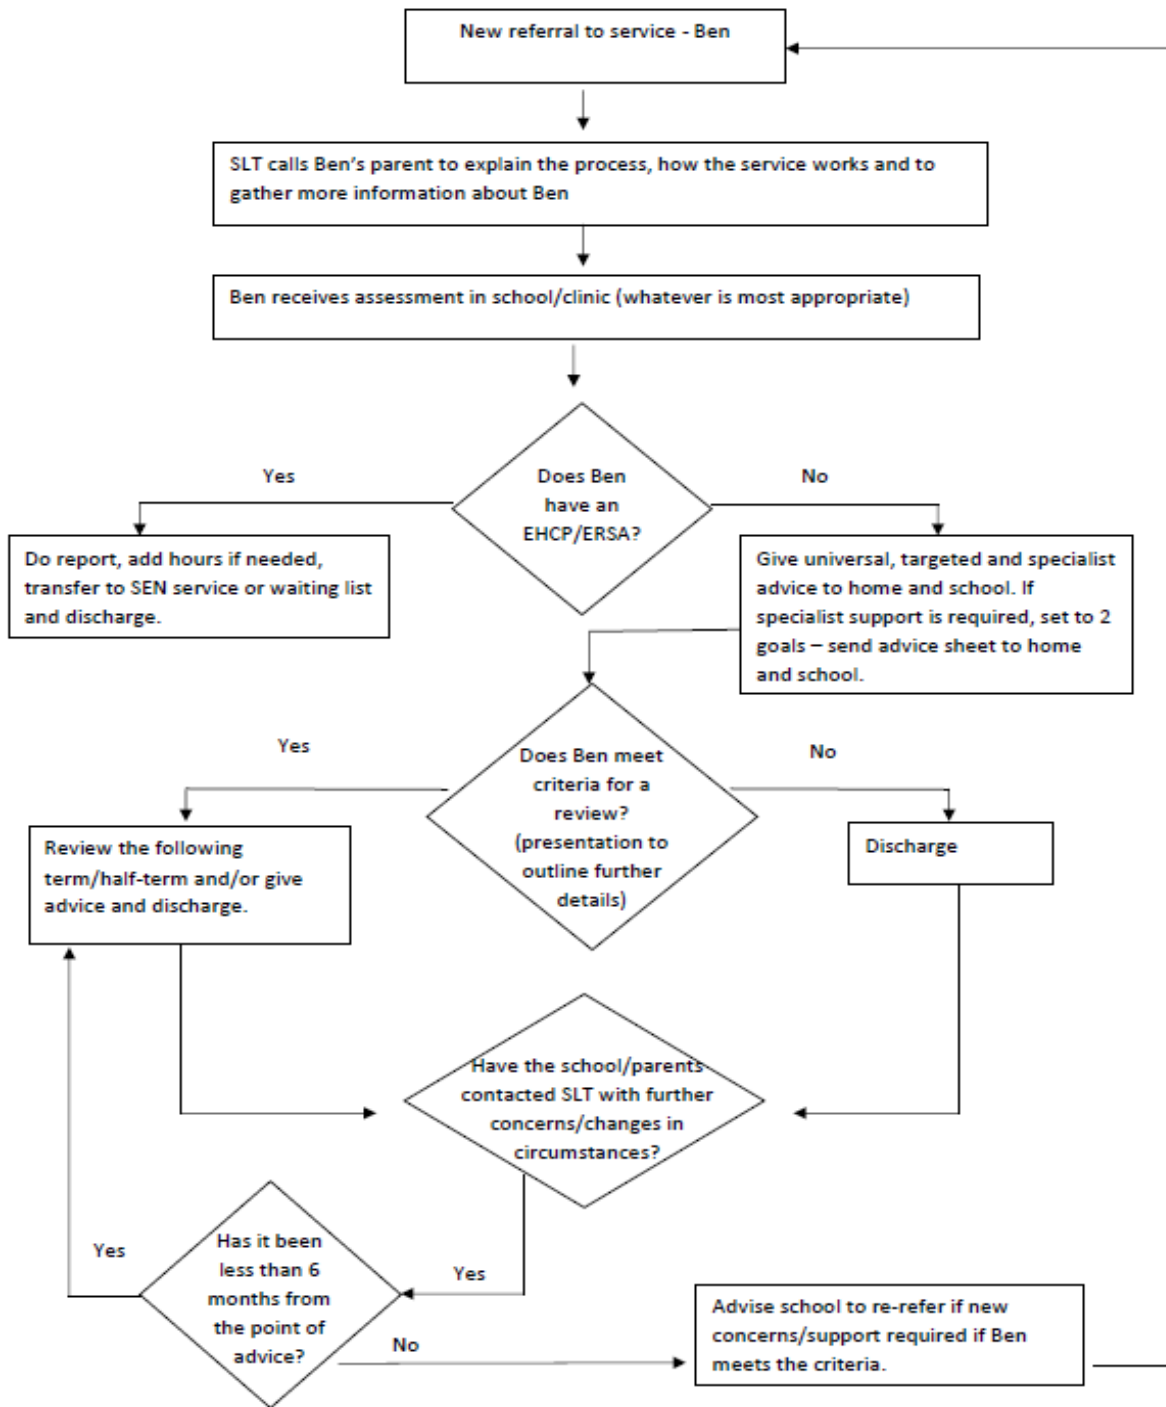 New referral to service - Ben
SLT calls Ben's parent to explain the process, how the service works and to
gather more information about Ben
Ben receives assessment in school/clinic (whatever is most appropriate)
Does Ben
have an
EHCP/ERSA?
Yes
No
Do report, add hours if needed,
transfer to SEN service or waiting list
and discharge.
Give universal, targeted and specialist
advice to home and school. If
specialist support is required, set to 2
goals – send advice sheet to home
and school.
Does Ben meet
criteria for a
review?
(presentation to
outline further
details)
Yes
No
Review the following
term/half-term and/or give
advice and discharge.
Discharge
Have the school/parents
contacted SLT with further
concerns/changes in
circumstances?
Yes
Has it been
less than 6
months from
the point of
advice?
Yes
No
Advise school to re-refer if new
concerns/support required if Ben
meets the criteria.